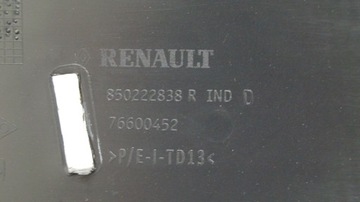 RENAULT
850222838 R IND D
76600452
>P/E-I-TD13<